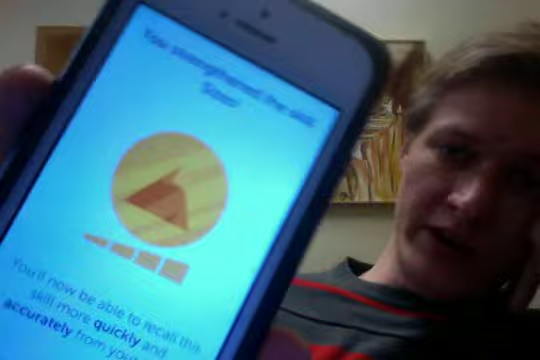 You strengthened the skill
You'll now be able to recall this
skill more quickly and
accurately from your